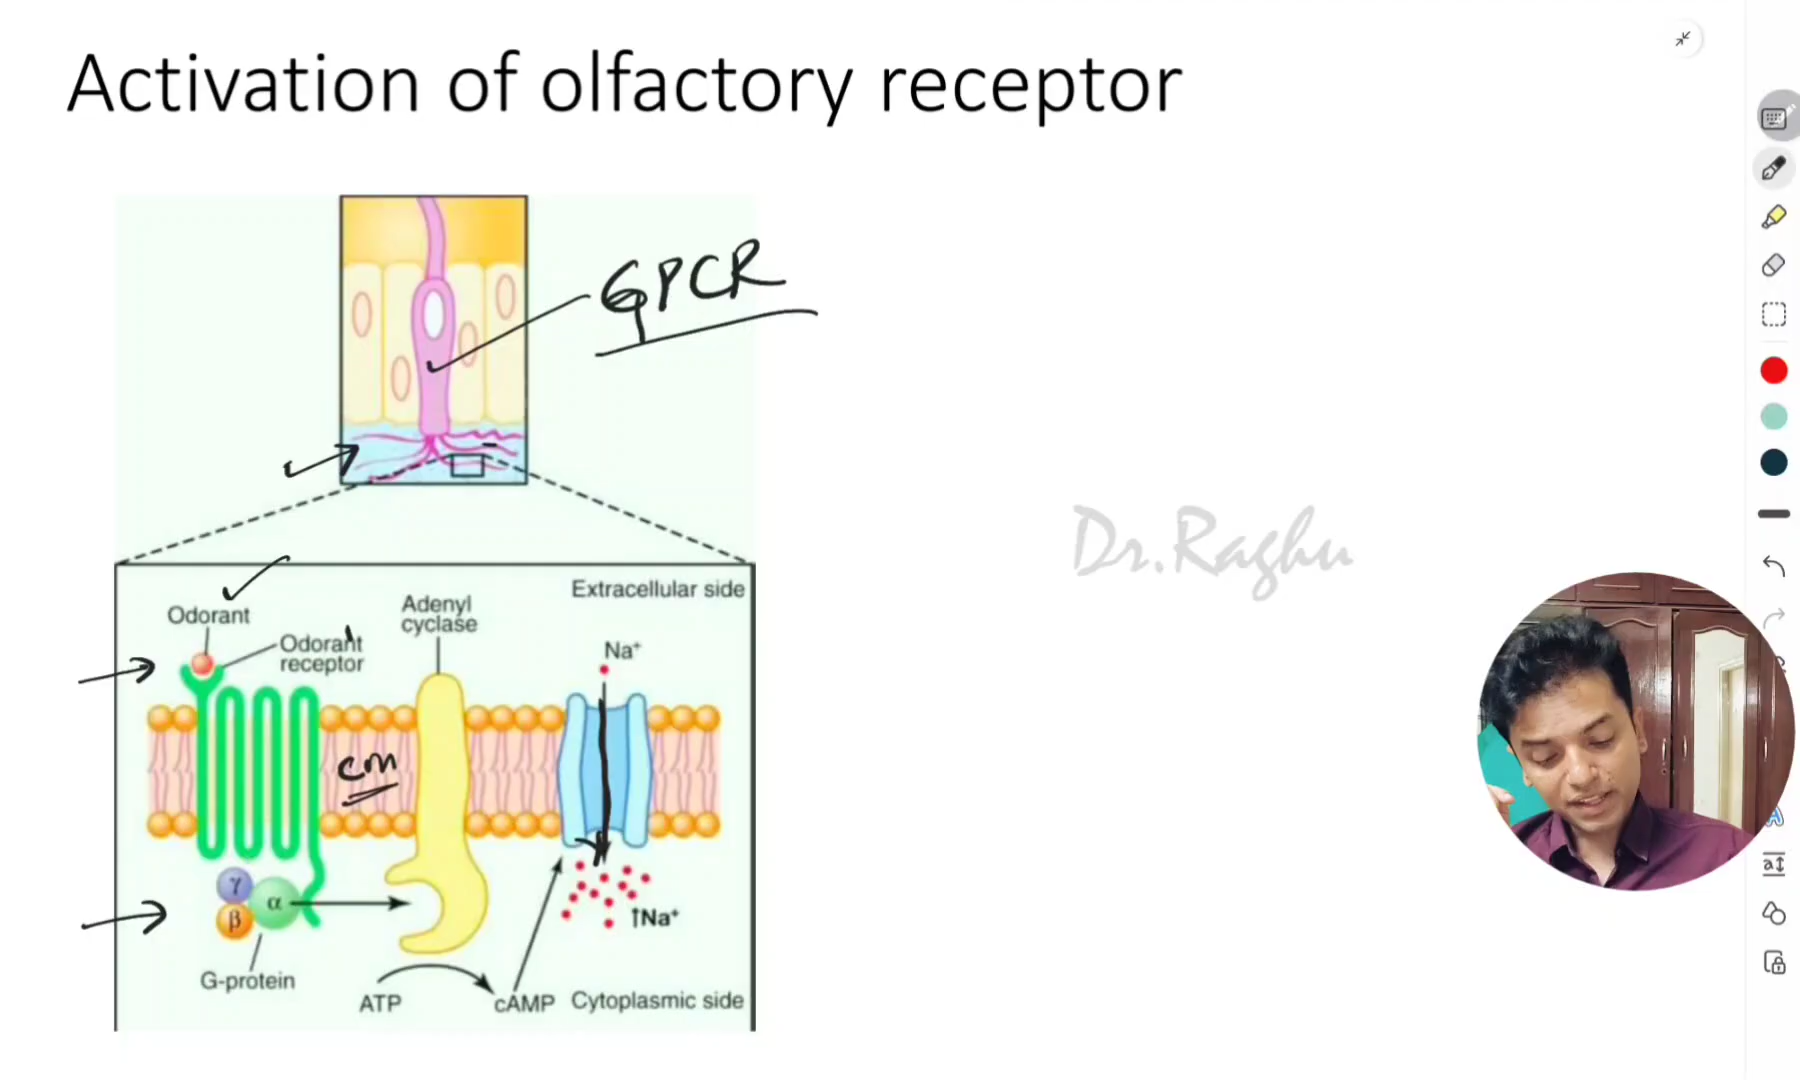 Activation of olfactory receptor
GPCR
Dr.Raghu
Odorant
Odorant
receptor
Adenyl
cyclase
Extracellular side
Na⁺
cm
γ
α
β
↑Na⁺
G-protein
ATP
cAMP
Cytoplasmic side